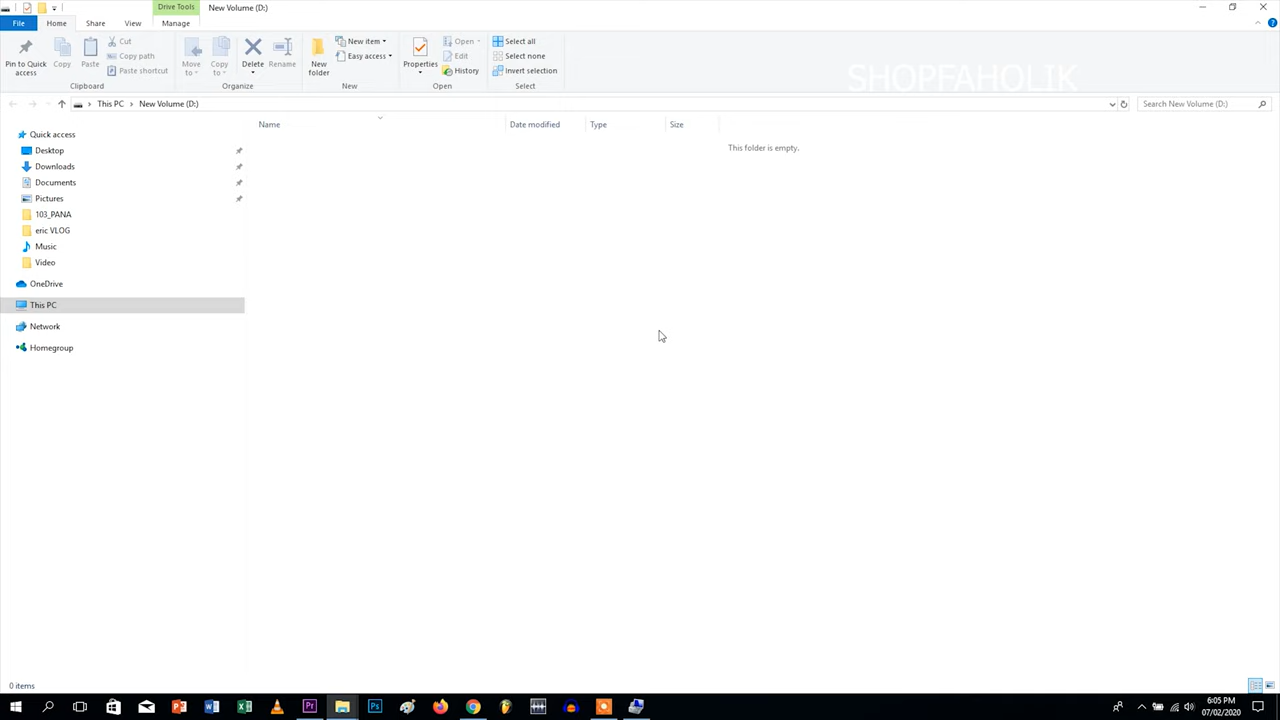 New Volume (D:)
Drive Tools
File
Home
Share
View
Manage
Pin to Quick access
Copy
Paste
Cut
Copy path
Paste shortcut
Clipboard
Move to
Copy to
Delete
Rename
Organize
New folder
New item
Easy access
New
Properties
Open
Edit
History
Open
Select all
Select none
Invert selection
Select
SHOPFAHOLIK
This PC
New Volume (D:)
Search New Volume (D:)
Name
Date modified
Type
Size
This folder is empty.
Quick access
Desktop
Downloads
Documents
Pictures
103_PANA
eric VLOG
Music
Video
OneDrive
This PC
Network
Homegroup
0 items
6:05 PM
07/02/2020